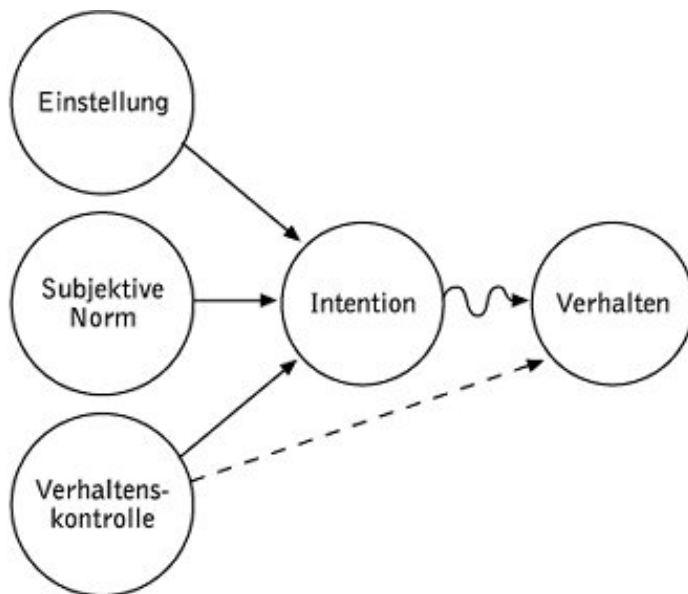 Einstellung
Subjektive
Norm
Intention
Verhalten
Verhaltens-
kontrolle